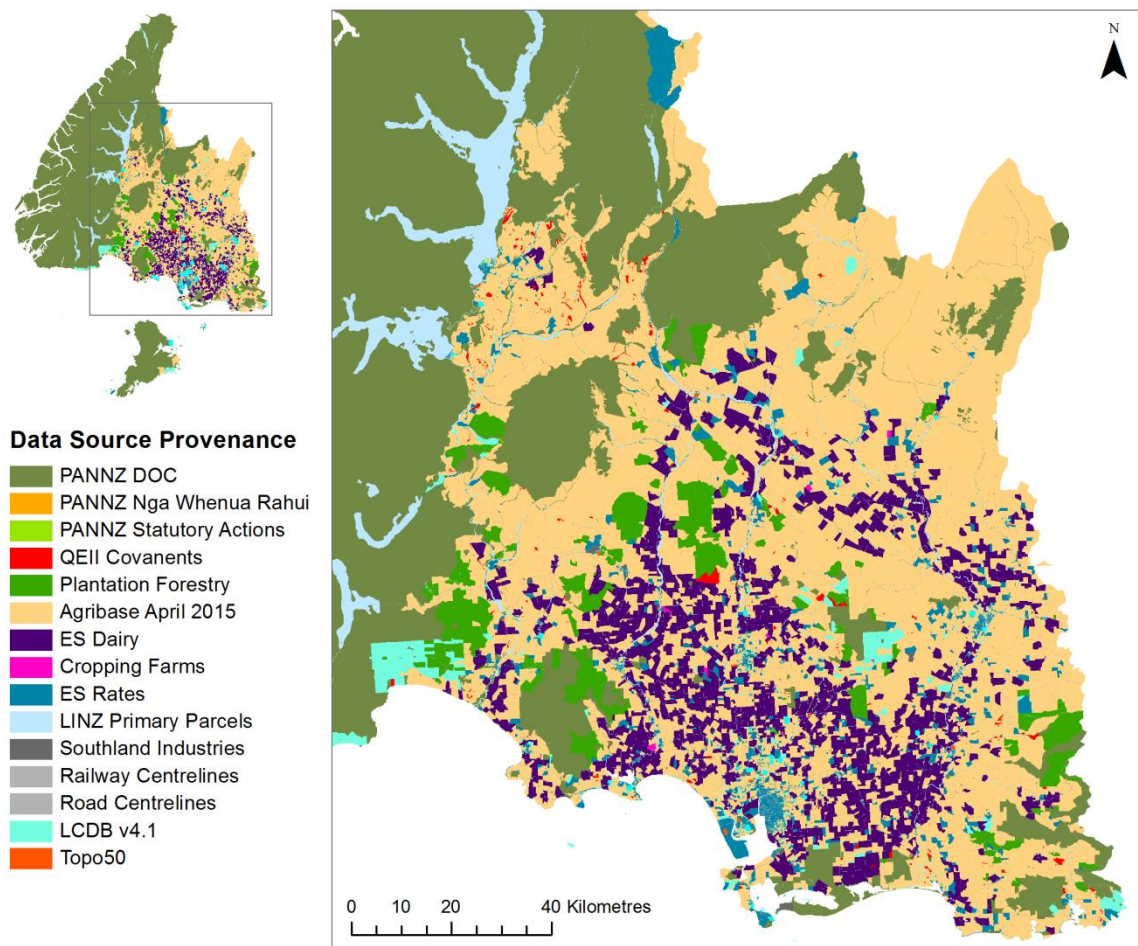 N
Data Source Provenance
PANNZ DOC
PANNZ Nga Whenua Rahui
PANNZ Statutory Actions
QEII Covanents
Plantation Forestry
Agribase April 2015
ES Dairy
Cropping Farms
ES Rates
LINZ Primary Parcels
Southland Industries
Railway Centrelines
Road Centrelines
LCDB v4.1
Topo50
0 10 20 40 Kilometres